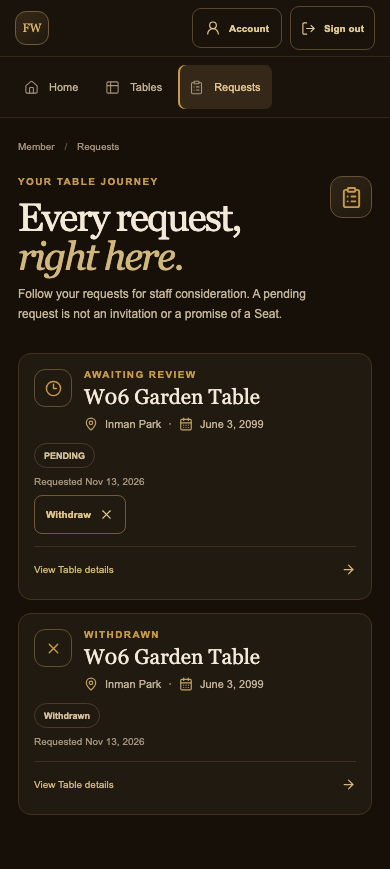 FW
Account
Sign out
Home
Tables
Requests
Member / Requests
YOUR TABLE JOURNEY
Every request,
right here.
Follow your requests for staff consideration. A pending
request is not an invitation or a promise of a Seat.
AWAITING REVIEW
W06 Garden Table
Inman Park · June 3, 2099
PENDING
Requested Nov 13, 2026
Withdraw
View Table details
WITHDRAWN
W06 Garden Table
Inman Park · June 3, 2099
Withdrawn
Requested Nov 13, 2026
View Table details